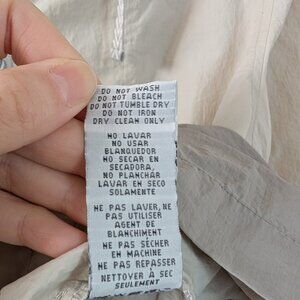 DO NOT WASH
DO NOT BLEACH
DO NOT TUMBLE DRY
DO NOT IRON
DRY CLEAN ONLY
NO LAVAR
NO USAR
BLANQUEDOR
NO SECAR EN
SECADORA,
NO PLANCHAR
LAVAR EN SECO
SOLAMENTE
NE PAS LAVER, NE
PAS UTILISER
AGENT DE
BLANCHIMENT
NE PAS SÉCHER
EN MACHINE
NE PAS REPASSER
NETTOYER À SEC
SEULEMENT